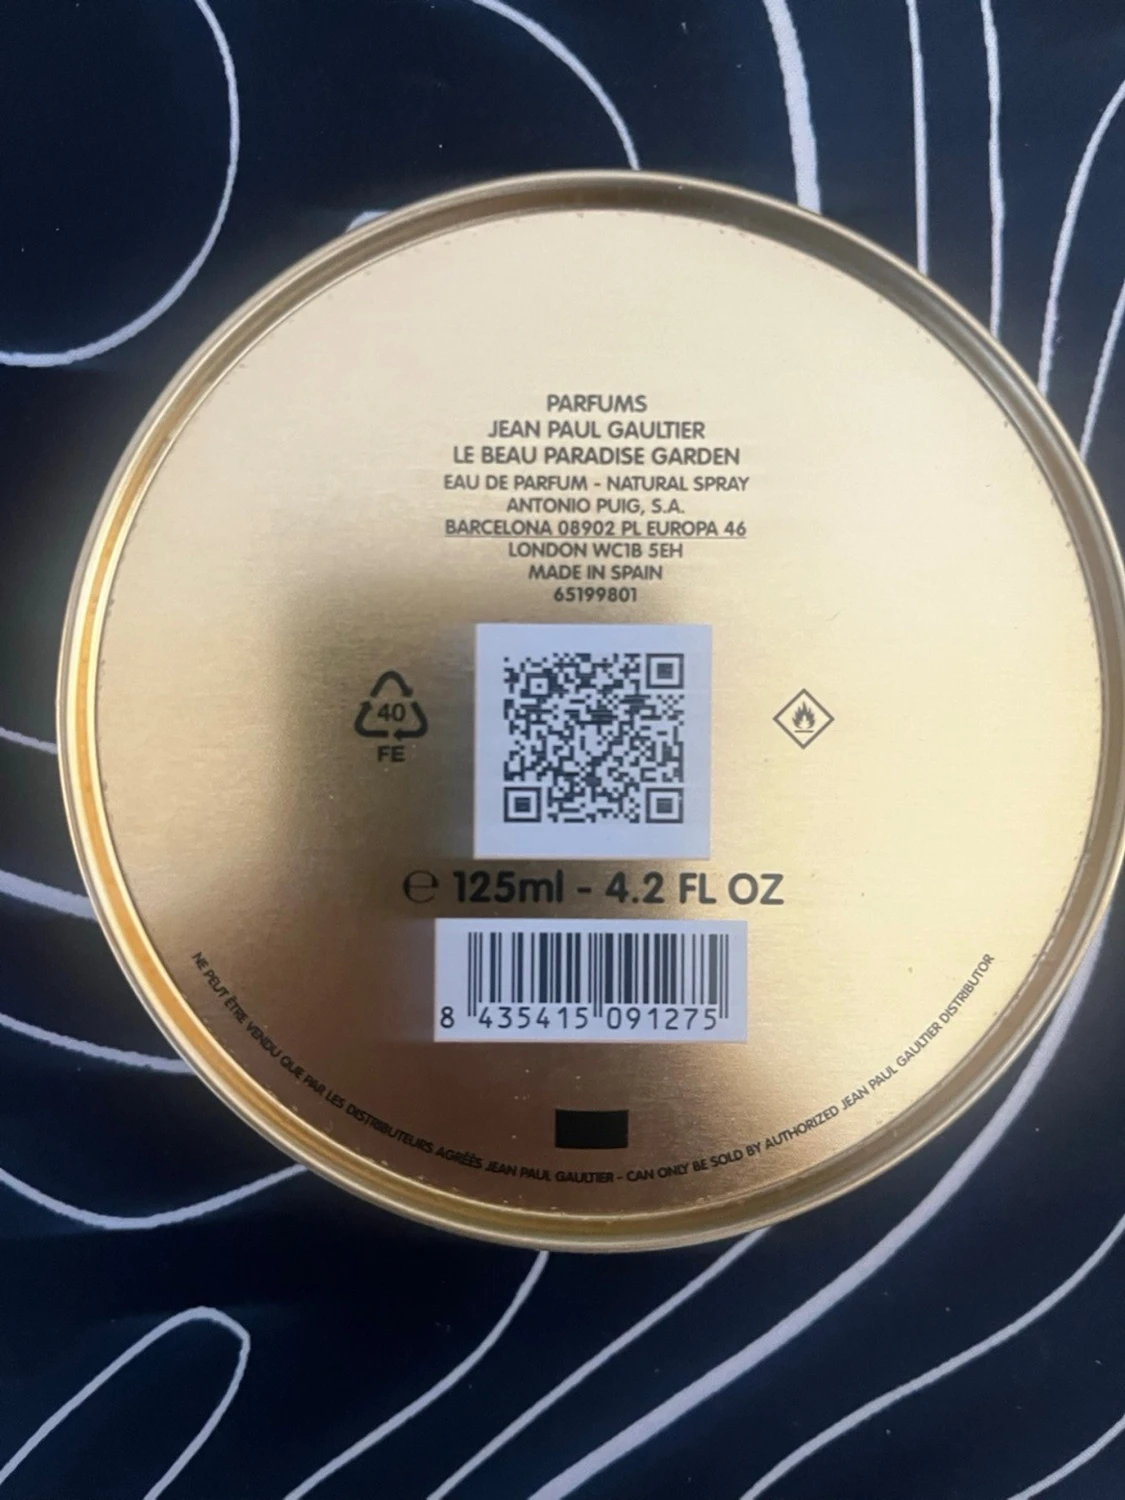 PARFUMS
JEAN PAUL GAULTIER
LE BEAU PARADISE GARDEN
EAU DE PARFUM - NATURAL SPRAY
ANTONIO PUIG, S.A.
BARCELONA 08902 PL EUROPA 46
LONDON WC1B 5EH
MADE IN SPAIN
65199801
40
FE
℮ 125ml - 4.2 FL OZ
8 435415 091275
NE PEUT ÊTRE VENDU QUE PAR LES DISTRIBUTEURS AGRÉÉS JEAN PAUL GAULTIER - CAN ONLY BE SOLD BY AUTHORIZED JEAN PAUL GAULTIER DISTRIBUTOR